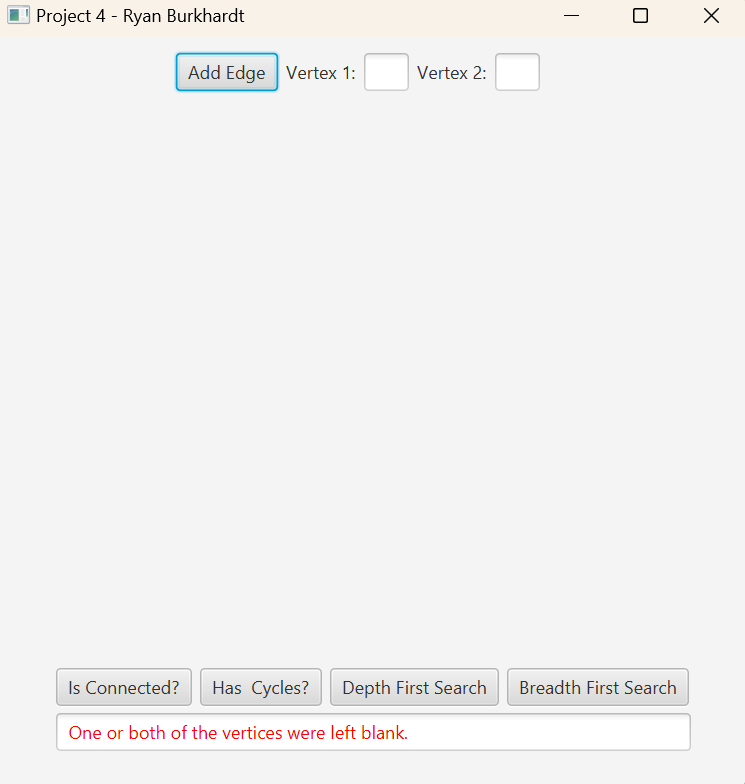 Project 4 - Ryan Burkhardt
Add Edge Vertex 1: Vertex 2:
Is Connected? Has  Cycles? Depth First Search Breadth First Search
One or both of the vertices were left blank.